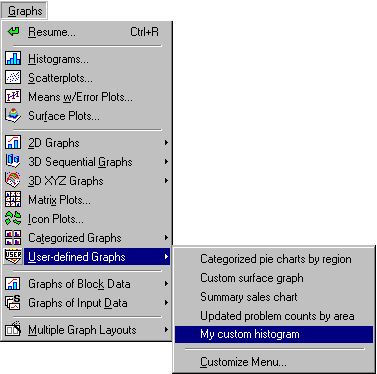 Graphs
Resume... Ctrl+R
Histograms...
Scatterplots...
Means w/Error Plots...
Surface Plots...
2D Graphs
3D Sequential Graphs
3D XYZ Graphs
Matrix Plots...
Icon Plots...
Categorized Graphs
USER User-defined Graphs
Categorized pie charts by region
Custom surface graph
Summary sales chart
Updated problem counts by area
My custom histogram
Customize Menu...
Graphs of Block Data
Graphs of Input Data
Multiple Graph Layouts